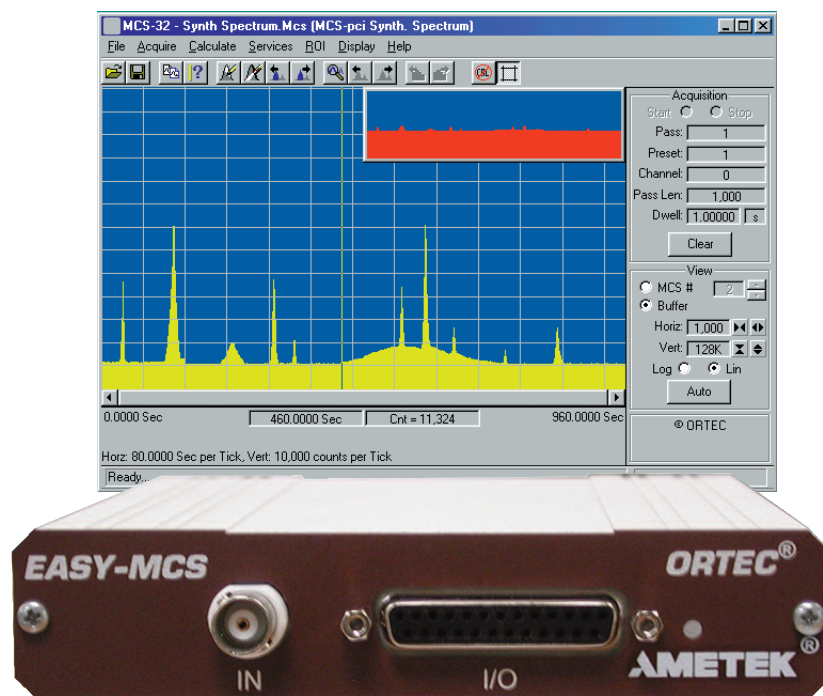 MCS-32 - Synth Spectrum.Mcs (MCS-pci Synth. Spectrum)
File Acquire Calculate Services ROI Display Help
Acquisition
Start Stop
Pass: 1
Preset: 1
Channel: 0
Pass Len: 1,000
Dwell: 1.00000 s
Clear
View
MCS # 2
Buffer
Horiz: 1,000
Vert: 128K
Log Lin
Auto
0.0000 Sec 460.0000 Sec Cnt = 11,324 960.0000 Sec
© ORTEC
Horz: 80.0000 Sec per Tick, Vert: 10,000 counts per Tick
Ready...
EASY-MCS
ORTEC®
IN
I/O
AMETEK®